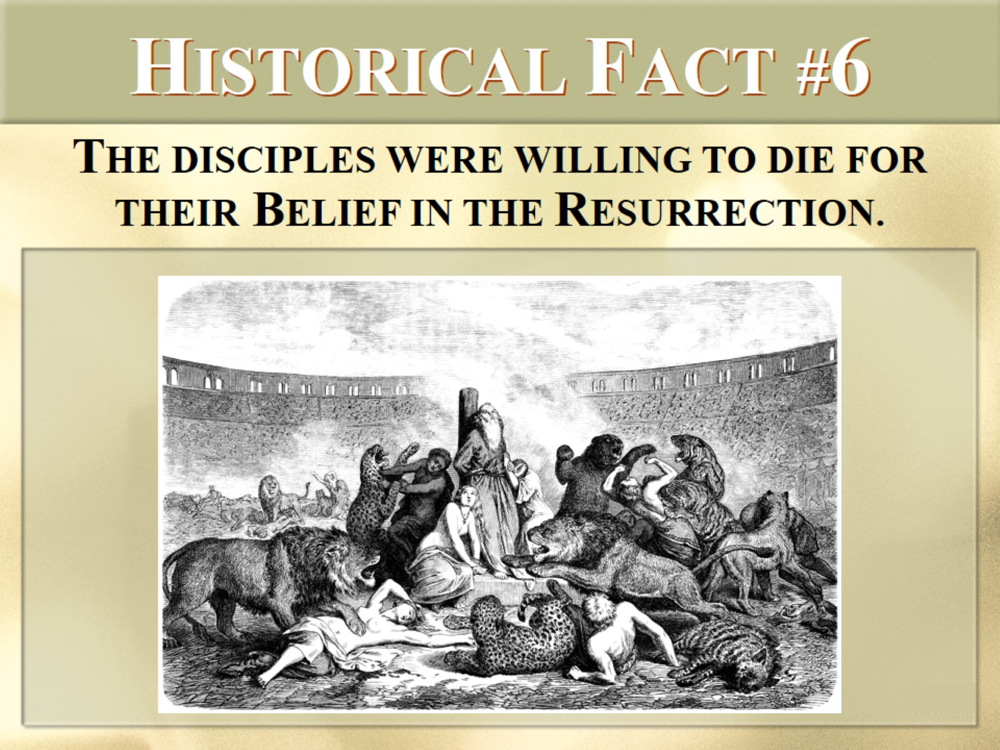 HISTORICAL FACT #6
THE DISCIPLES WERE WILLING TO DIE FOR
THEIR BELIEF IN THE RESURRECTION.